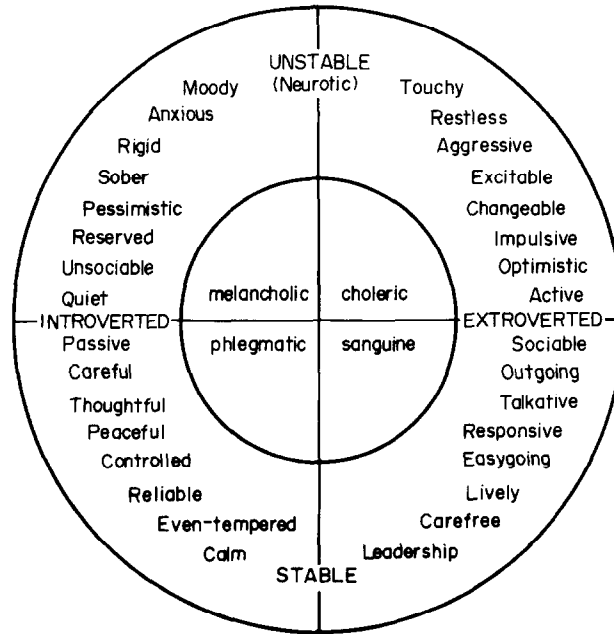 UNSTABLE
(Neurotic)
Moody
Touchy
Anxious
Restless
Rigid
Aggressive
Sober
Excitable
Pessimistic
Changeable
Reserved
Impulsive
Unsociable
Optimistic
Quiet
melancholic
choleric
Active
INTROVERTED
EXTROVERTED
Passive
phlegmatic
sanguine
Sociable
Careful
Outgoing
Thoughtful
Talkative
Peaceful
Responsive
Controlled
Easygoing
Reliable
Lively
Even-tempered
Carefree
Calm
Leadership
STABLE